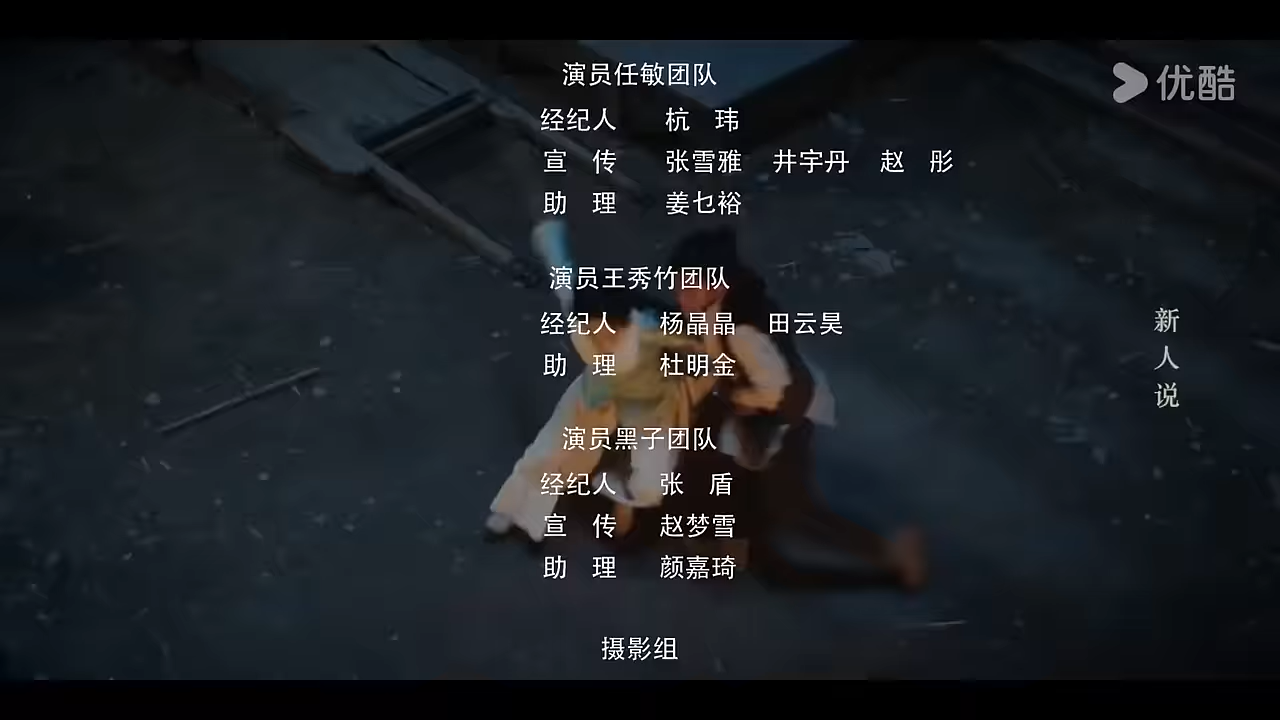 优酷
演员任敏团队
经纪人 杭 玮
宣 传 张雪雅 井宇丹 赵 彤
助 理 姜乜裕
演员王秀竹团队
经纪人 杨晶晶 田云昊
助 理 杜明金
演员黑子团队
经纪人 张 盾
宣 传 赵梦雪
助 理 颜嘉琦
摄影组
新人说